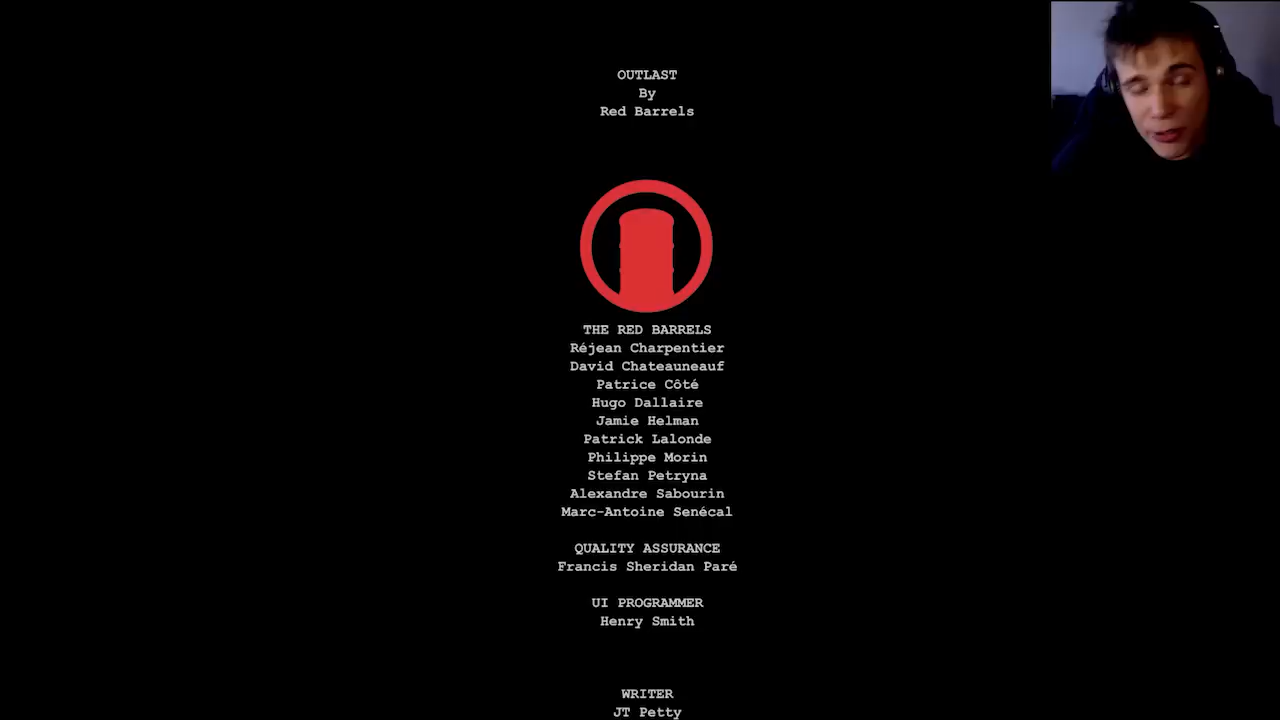 OUTLAST
By
Red Barrels
THE RED BARRELS
Réjean Charpentier
David Chateauneuf
Patrice Côté
Hugo Dallaire
Jamie Helman
Patrick Lalonde
Philippe Morin
Stefan Petryna
Alexandre Sabourin
Marc-Antoine Senécal
QUALITY ASSURANCE
Francis Sheridan Paré
UI PROGRAMMER
Henry Smith
WRITER
JT Petty